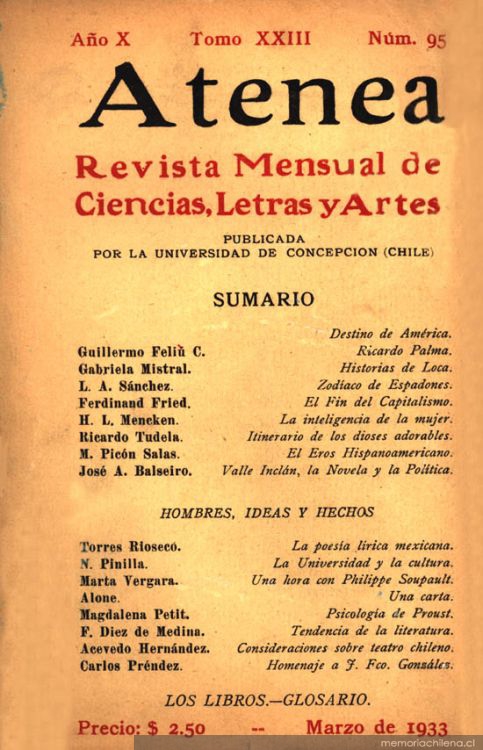 Año X Tomo XXIII Núm. 95
Atenea
Revista Mensual de
Ciencias, Letras y Artes
PUBLICADA
POR LA UNIVERSIDAD DE CONCEPCION (CHILE)
SUMARIO
Destino de América.
Guillermo Feliù C. Ricardo Palma.
Gabriela Mistral. Historias de Loca.
L. A. Sánchez. Zodíaco de Espadones.
Ferdinand Fried. El Fin del Capitalismo.
H. L. Mencken. La inteligencia de la mujer.
Ricardo Tudela. Itinerario de los dioses adorables.
M. Picón Salas. El Eros Hispanoamericano.
José A. Balseiro. Valle Inclán, la Novela y la Política.
HOMBRES, IDEAS Y HECHOS
Torres Rioseco. La poesía lírica mexicana.
N. Pinilla. La Universidad y la cultura.
Marta Vergara. Una hora con Philippe Soupault.
Alone. Una carta.
Magdalena Petit. Psicología de Proust.
F. Diez de Medina. Tendencia de la literatura.
Acevedo Hernández. Consideraciones sobre teatro chileno.
Carlos Préndez. Homenaje a J. Fco. González.
LOS LIBROS.—GLOSARIO.
Precio: $ 2.50 -- Marzo de 1933
memoriachilena.cl